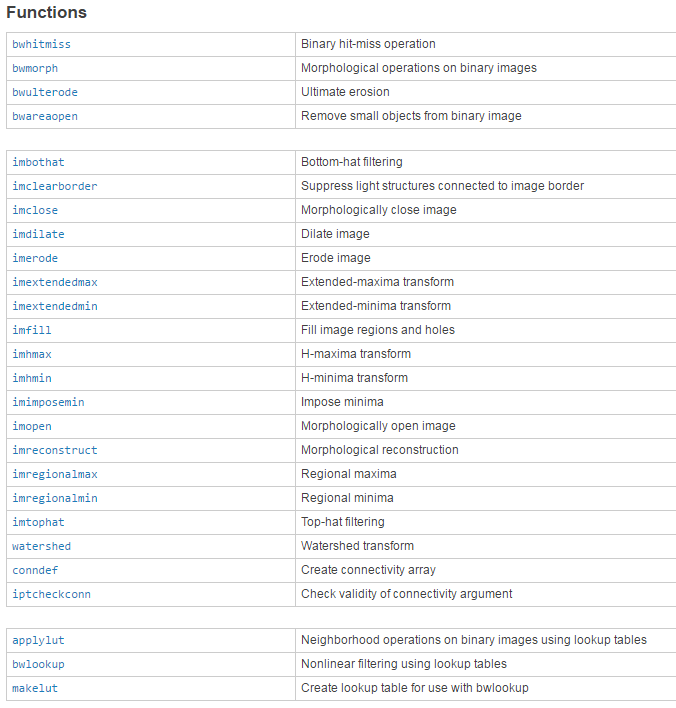 Functions
bwhitmiss Binary hit-miss operation
bwmorph Morphological operations on binary images
bwulterode Ultimate erosion
bwareaopen Remove small objects from binary image
imbothat Bottom-hat filtering
imclearborder Suppress light structures connected to image border
imclose Morphologically close image
imdilate Dilate image
imerode Erode image
imextendedmax Extended-maxima transform
imextendedmin Extended-minima transform
imfill Fill image regions and holes
imhmax H-maxima transform
imhmin H-minima transform
imimposemin Impose minima
imopen Morphologically open image
imreconstruct Morphological reconstruction
imregionalmax Regional maxima
imregionalmin Regional minima
imtophat Top-hat filtering
watershed Watershed transform
conndef Create connectivity array
iptcheckconn Check validity of connectivity argument
applylut Neighborhood operations on binary images using lookup tables
bwlookup Nonlinear filtering using lookup tables
makelut Create lookup table for use with bwlookup